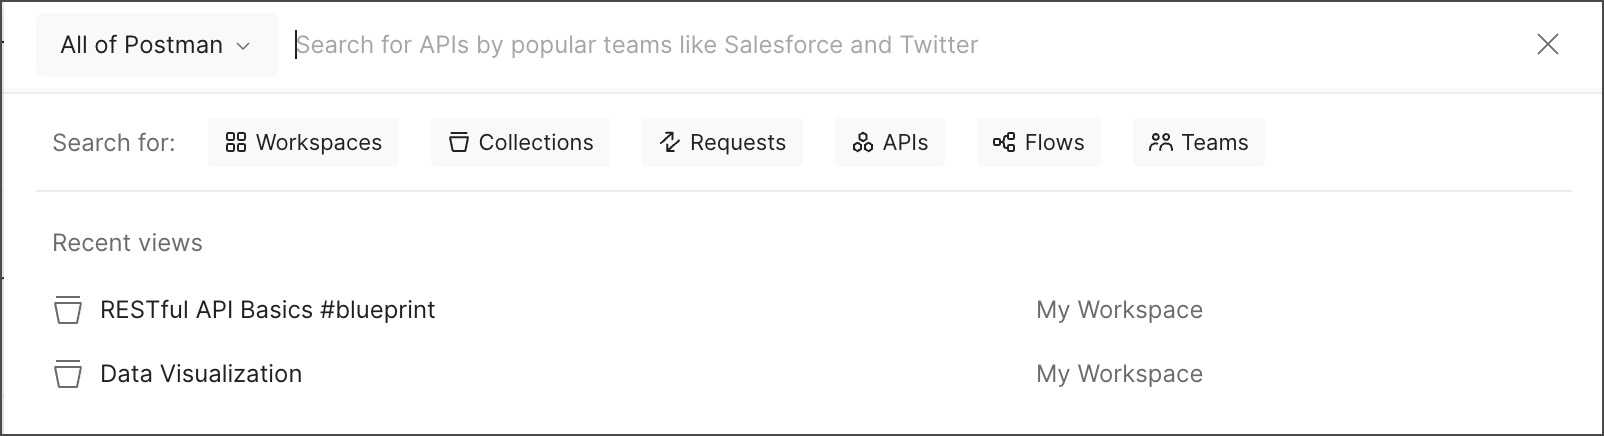 All of Postman Search for APIs by popular teams like Salesforce and Twitter
Search for: Workspaces Collections Requests APIs Flows Teams
Recent views
RESTful API Basics #blueprint My Workspace
Data Visualization My Workspace